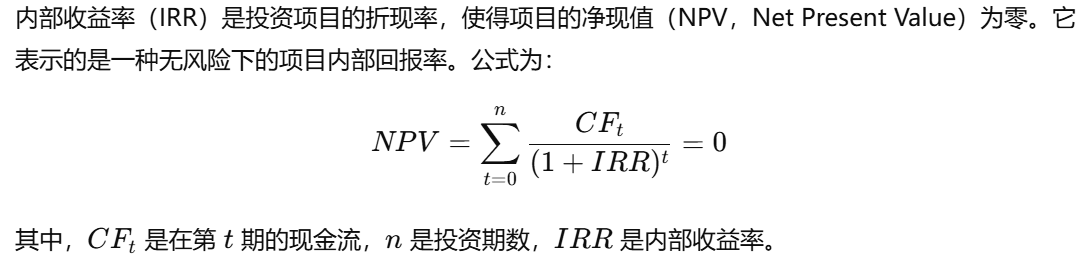 内部收益率（IRR）是投资项目的折现率，使得项目的净现值（NPV，Net Present Value）为零。它
表示的是一种无风险下的项目内部回报率。公式为：
$$NPV = \sum_{t=0}^{n} \frac{CF_t}{(1 + IRR)^t} = 0$$
其中，$CF_t$ 是在第 $t$ 期的现金流，$n$ 是投资期数，$IRR$ 是内部收益率。